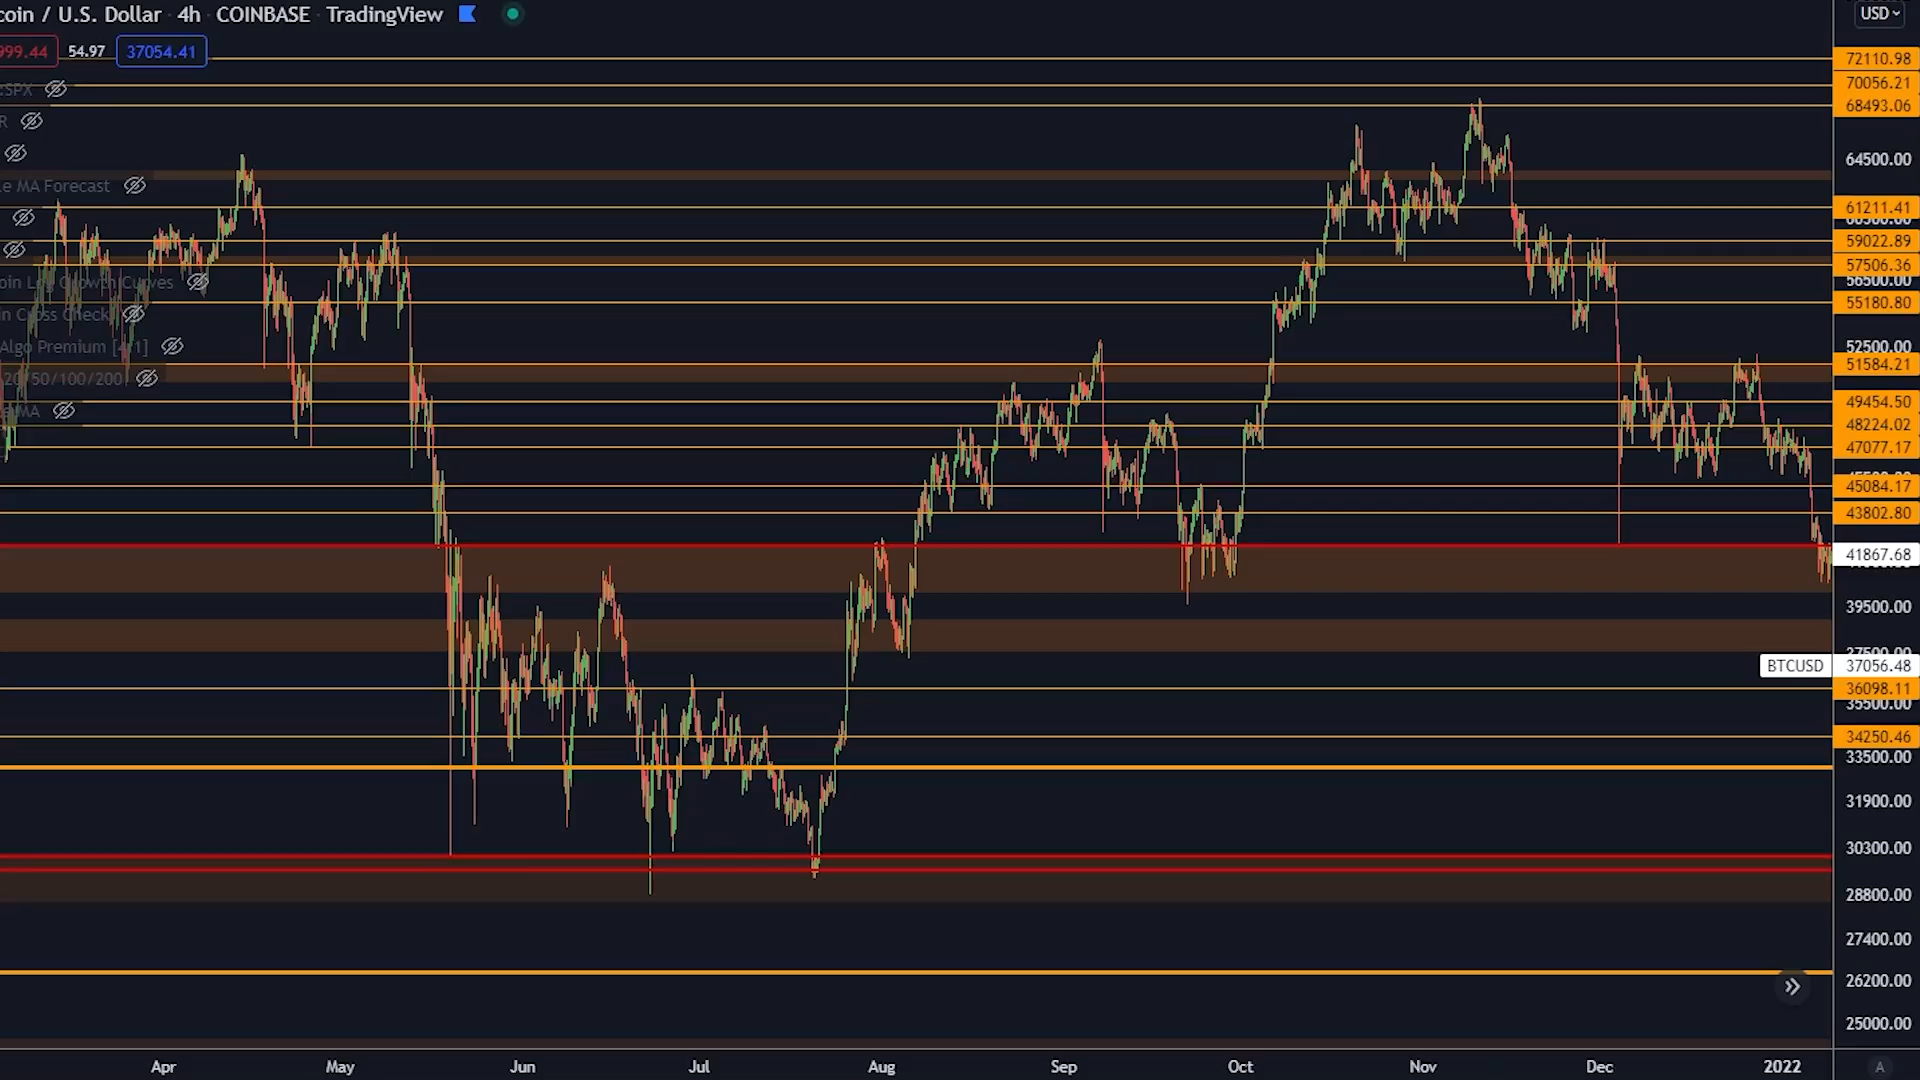 coin / U.S. Dollar · 4h · COINBASE · TradingView
USD
999.44 54.97 37054.41
:SPX
R
le MA Forecast
oin Log Growth Curves
in Cross Check
Algo Premium [4.1]
20/50/100/200
MA
72110.98
70056.21
68493.06
64500.00
61211.41
59022.89
57506.36
56500.00
55180.80
52500.00
51584.21
49454.50
48224.02
47077.17
45084.17
43802.80
41867.68
39500.00
37500.00
BTCUSD 37056.48
36098.11
35500.00
34250.46
33500.00
31900.00
30300.00
28800.00
27400.00
26200.00
25000.00
Apr May Jun Jul Aug Sep Oct Nov Dec 2022
A